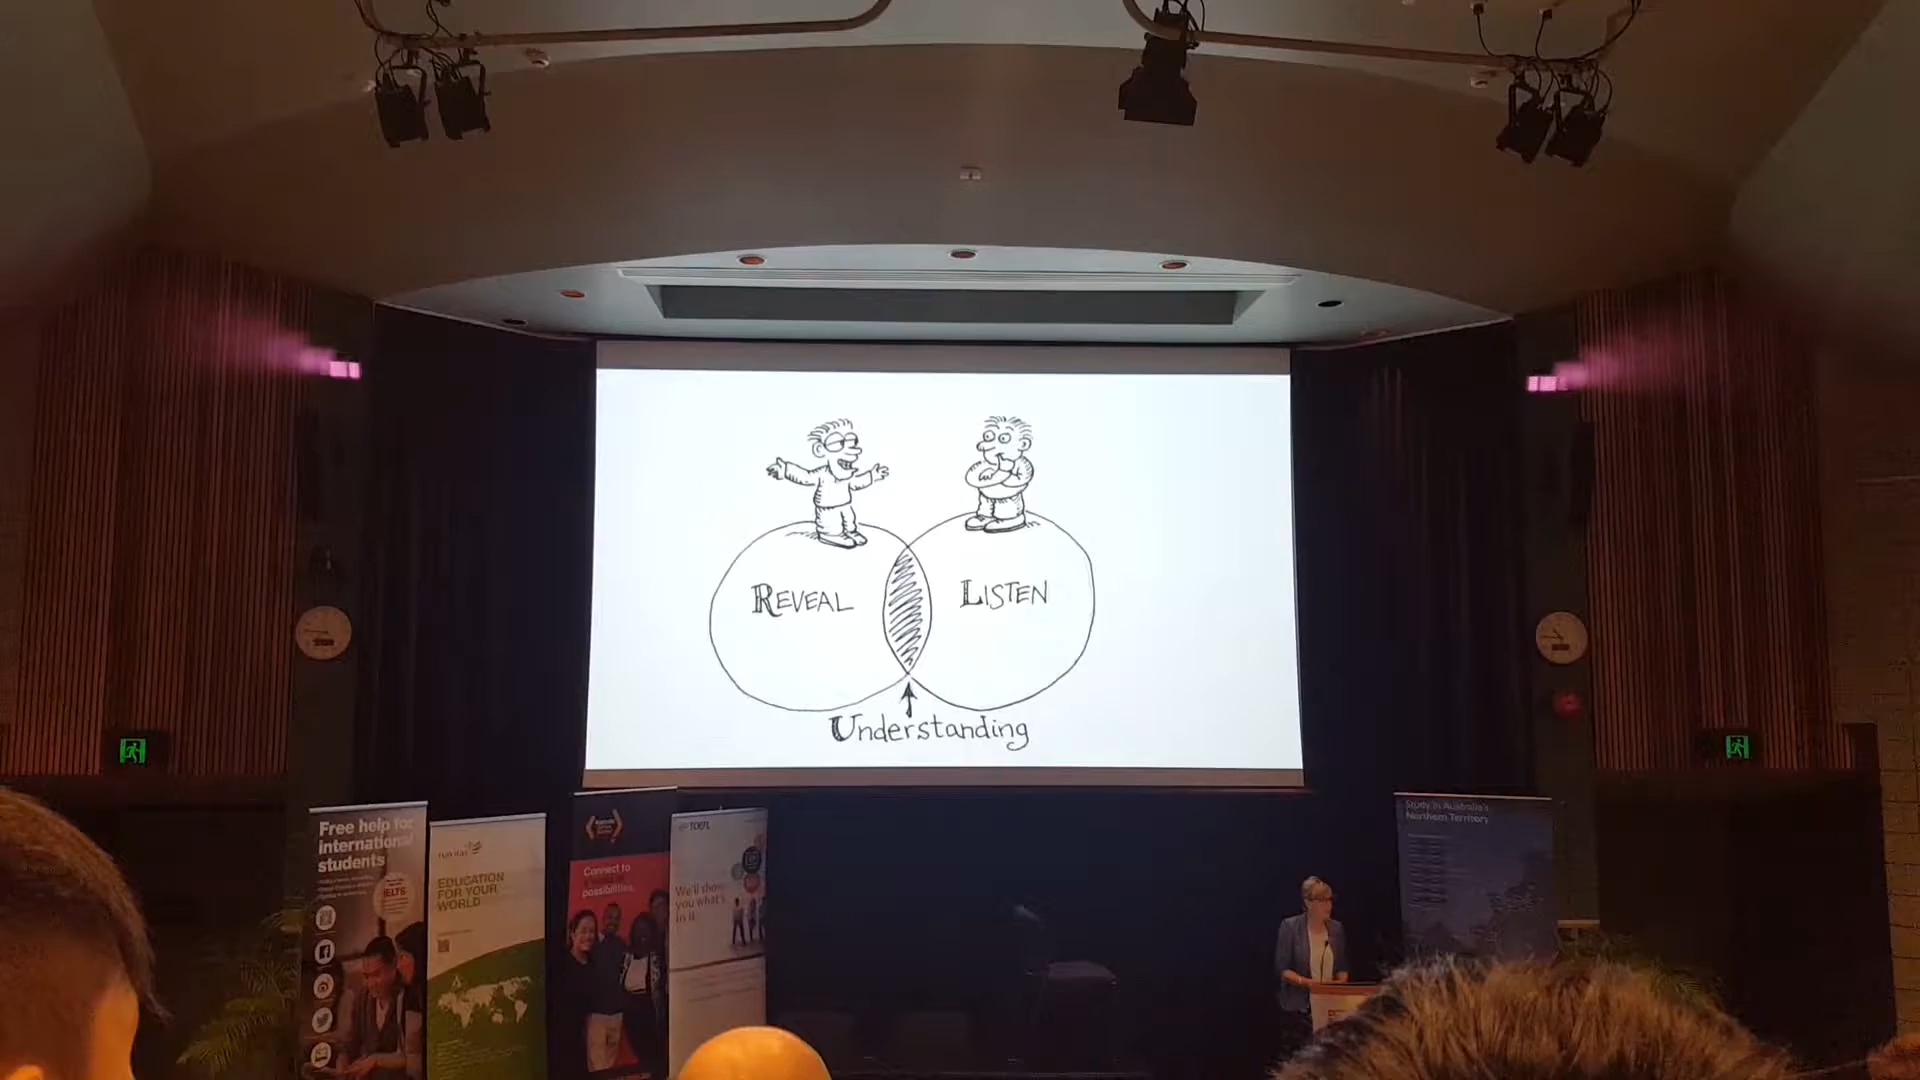 REVEAL
LISTEN
Understanding
Free help for
international
students
IELTS
navitas
EDUCATION
FOR YOUR
WORLD
Connect to
possibilities.
TOEFL
We'll show
you what's
in it
Study in Australia's
Northern Territory